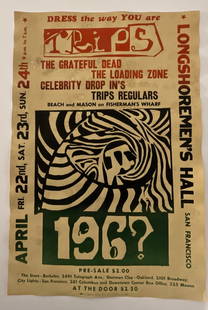 DRESS the way YOU are
TRIPS
THE GRATEFUL DEAD
THE LOADING ZONE
CELEBRITY DROP IN'S
TRIPS REGULARS
BEACH and MASON on FISHERMAN'S WHARF
APRIL FRI. 22nd, SAT. 23rd, SUN. 24th
LONGSHOREMEN'S HALL SAN FRANCISCO
196?
PRE-SALE $2.00
AT THE DOOR $2.50